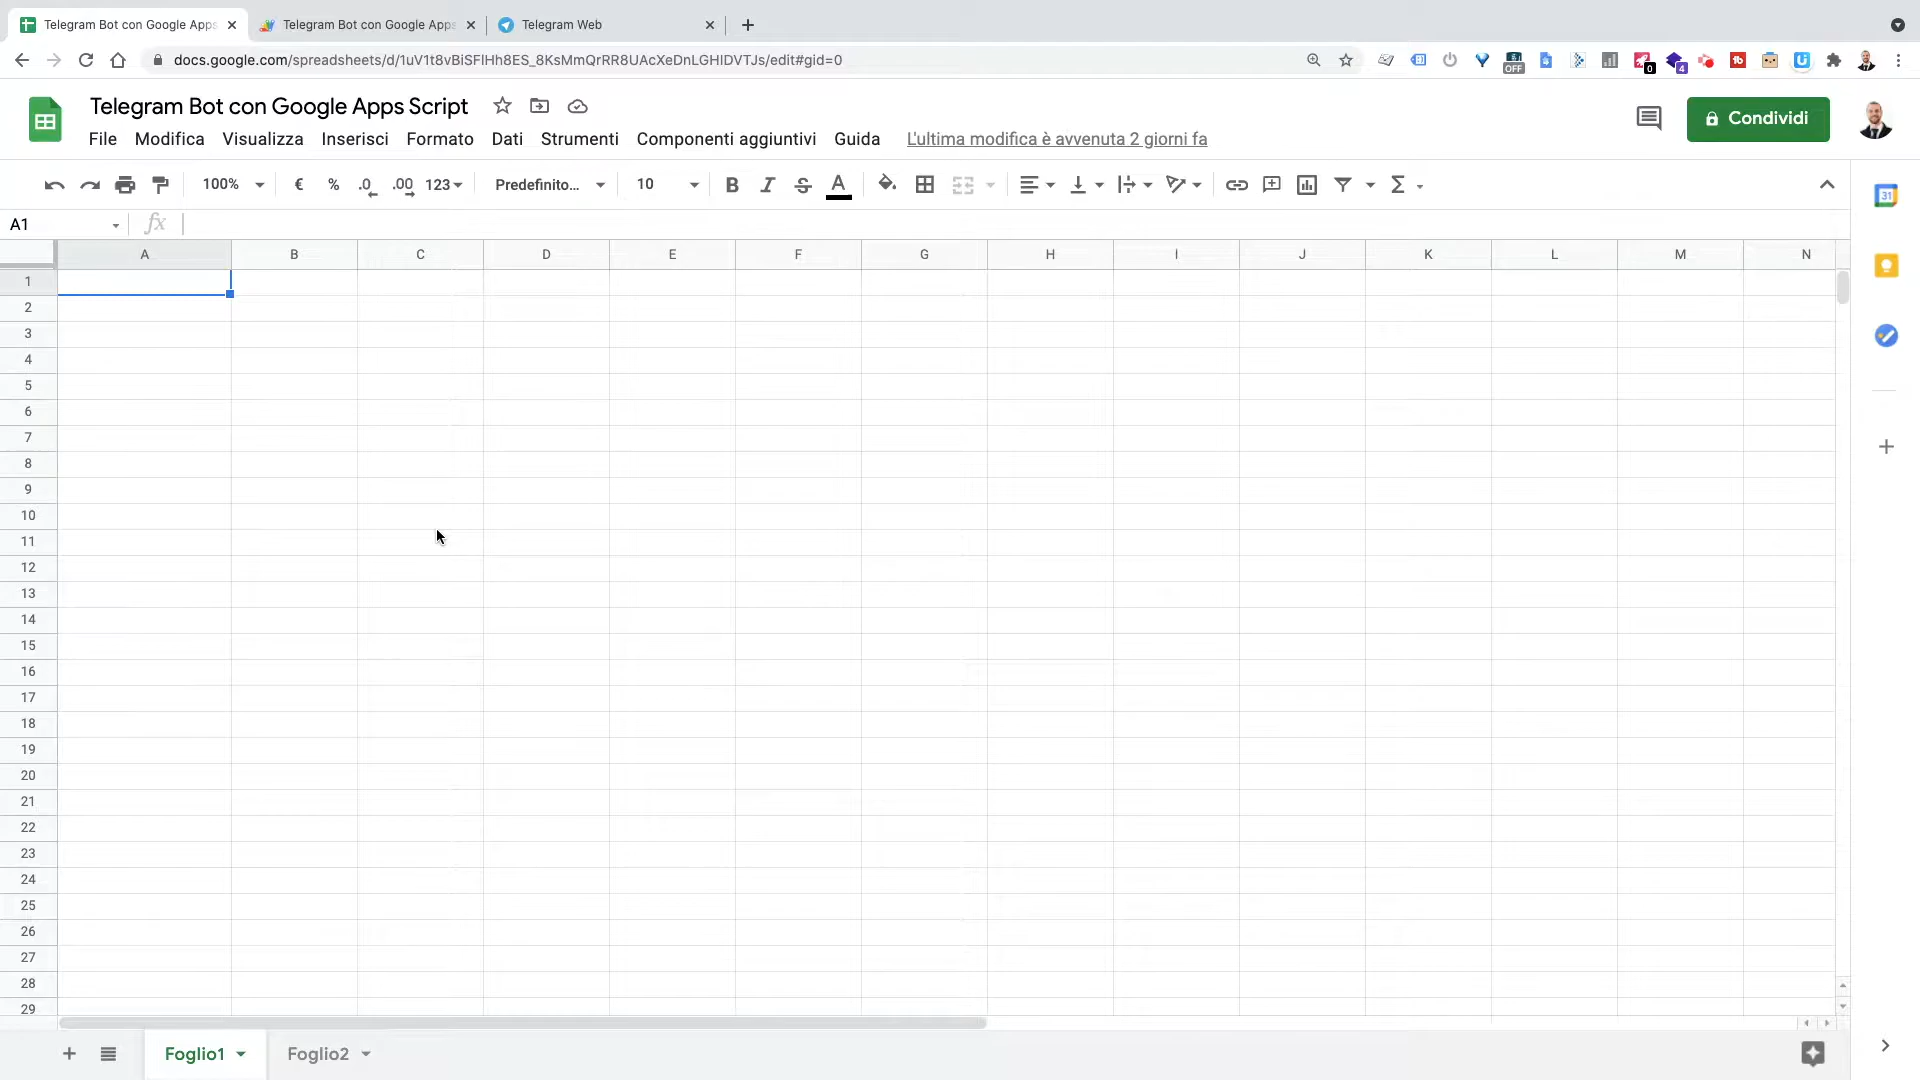 Telegram Bot con Google Apps
Telegram Bot con Google Apps
Telegram Web
docs.google.com/spreadsheets/d/1uV1t8vBiSFlHh8ES_8KsMmQrRR8UAcXeDnLGHIDVTJs/edit#gid=0
OFF
0
4
Telegram Bot con Google Apps Script
File Modifica Visualizza Inserisci Formato Dati Strumenti Componenti aggiuntivi Guida L'ultima modifica è avvenuta 2 giorni fa
Condividi
100% € % .0 .00 123 Predefinito... 10 B I S A Σ
31
A1 fx
A B C D E F G H I J K L M N
1
2
3
4
5
6
7
8
9
10
11
12
13
14
15
16
17
18
19
20
21
22
23
24
25
26
27
28
29
Foglio1 Foglio2